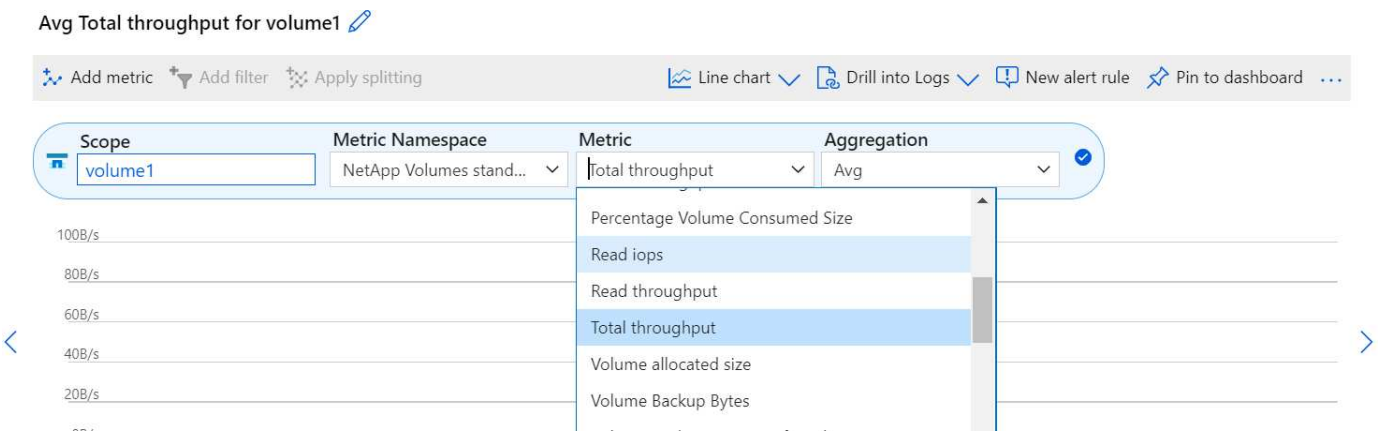 Avg Total throughput for volume1
Add metric Add filter Apply splitting Line chart Drill into Logs New alert rule Pin to dashboard ...
Scope Metric Namespace Metric Aggregation
volume1 NetApp Volumes stand... Total throughput Avg
Percentage Volume Consumed Size
100B/s
Read iops
80B/s
Read throughput
60B/s
Total throughput
40B/s
Volume allocated size
20B/s
Volume Backup Bytes